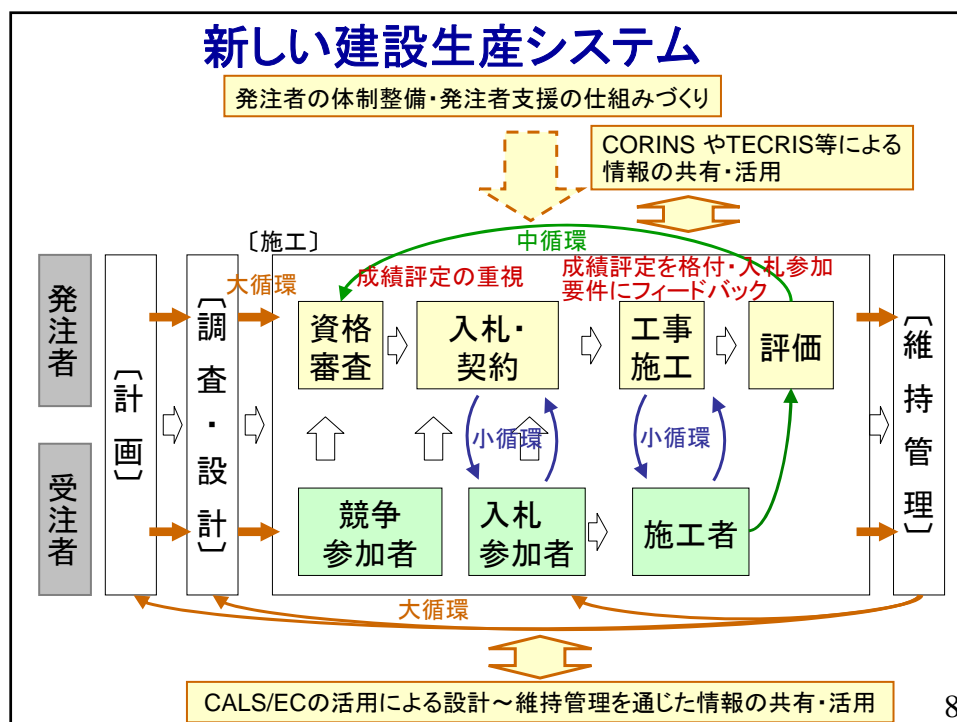 新しい建設生産システム
発注者の体制整備・発注者支援の仕組みづくり
CORINS やTECRIS等による
情報の共有・活用
〔施工〕
中循環
大循環
成績評定の重視
成績評定を格付・入札参加
要件にフィードバック
発注者
受注者
〔計画〕
〔調査・設計〕
資格
審査
入札・
契約
工事
施工
評価
〔維持管理〕
小循環
小循環
競争
参加者
入札
参加者
施工者
大循環
CALS/ECの活用による設計～維持管理を通じた情報の共有・活用
8